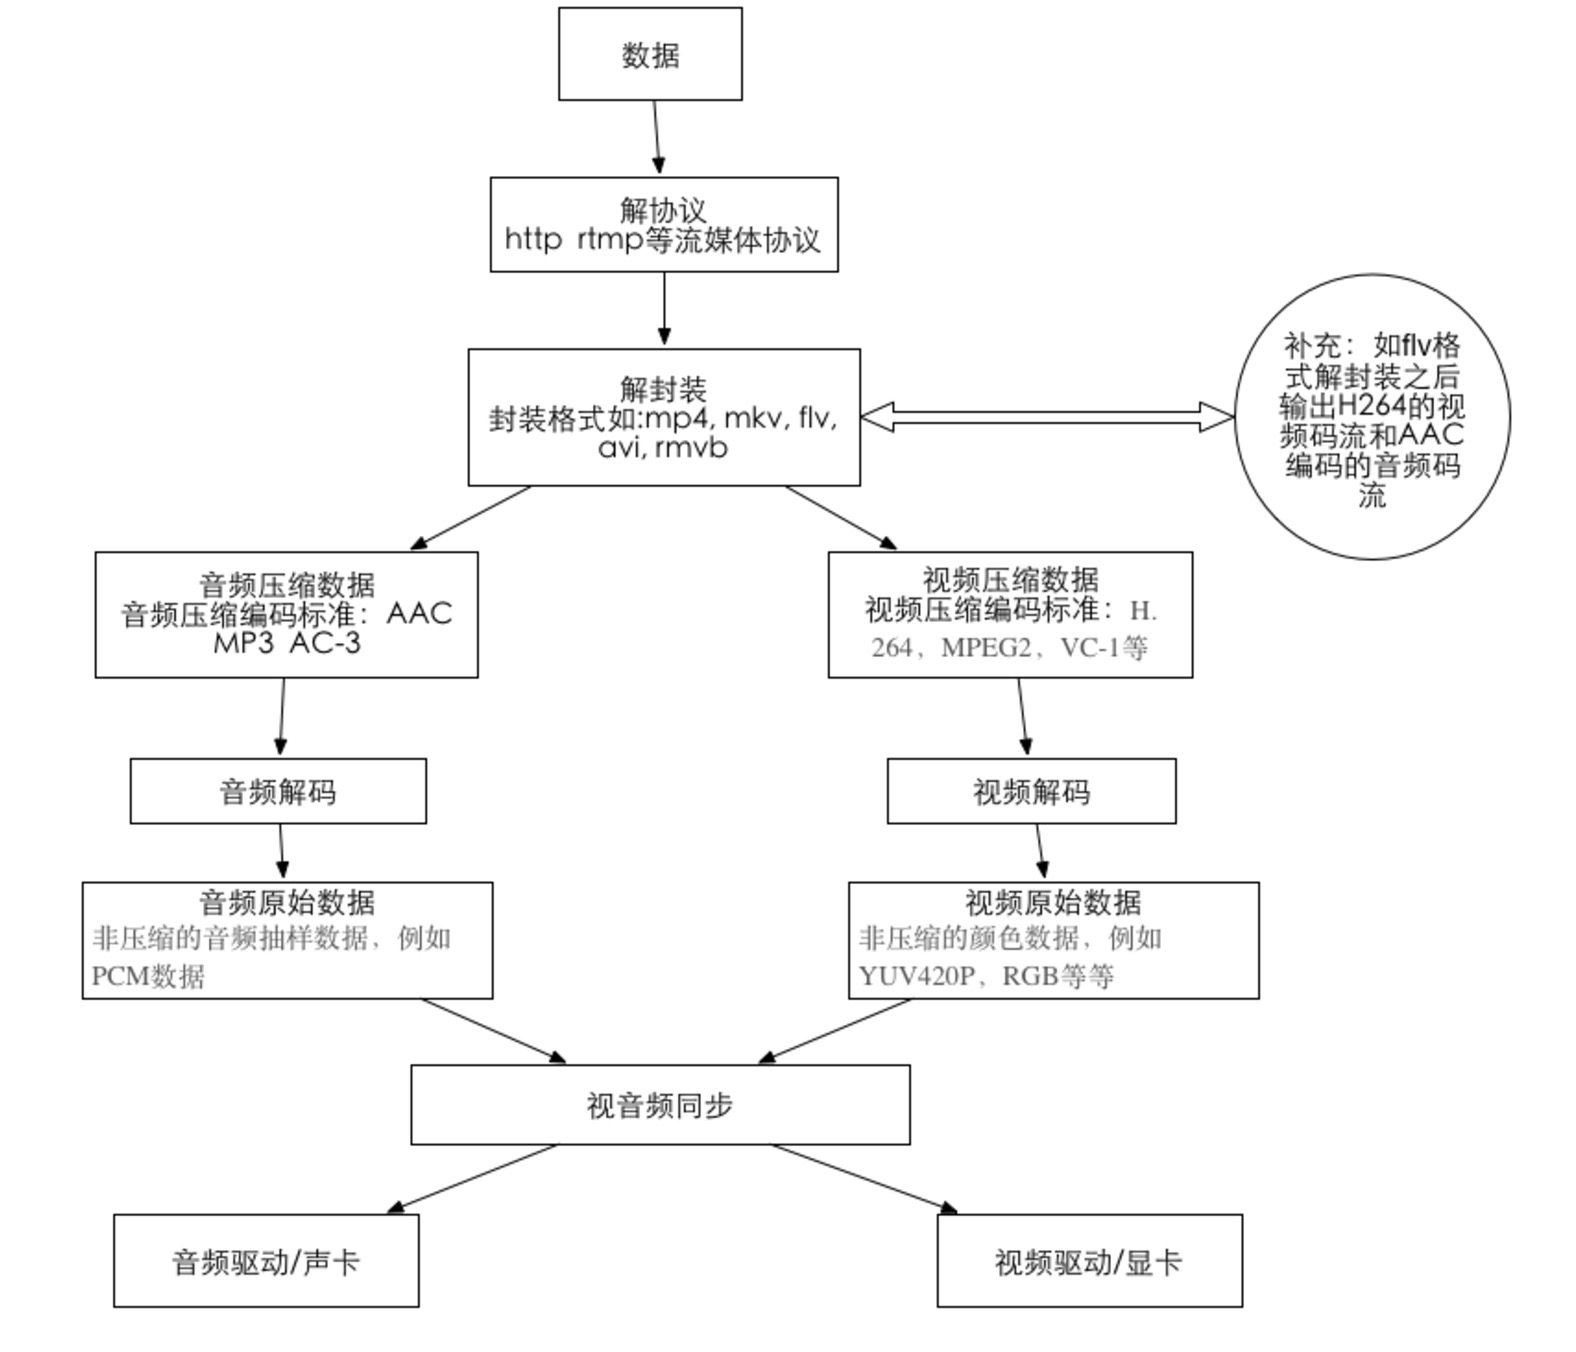 数据
解协议
http rtmp等流媒体协议
解封装
封装格式如:mp4, mkv, flv,
avi, rmvb
补充：如flv格
式解封装之后
输出H264的视
频码流和AAC
编码的音频码
流
音频压缩数据
音频压缩编码标准：AAC
MP3 AC-3
视频压缩数据
视频压缩编码标准：H.
264，MPEG2，VC-1等
音频解码
视频解码
音频原始数据
非压缩的音频抽样数据，例如
PCM数据
视频原始数据
非压缩的颜色数据，例如
YUV420P，RGB等等
视音频同步
音频驱动/声卡
视频驱动/显卡